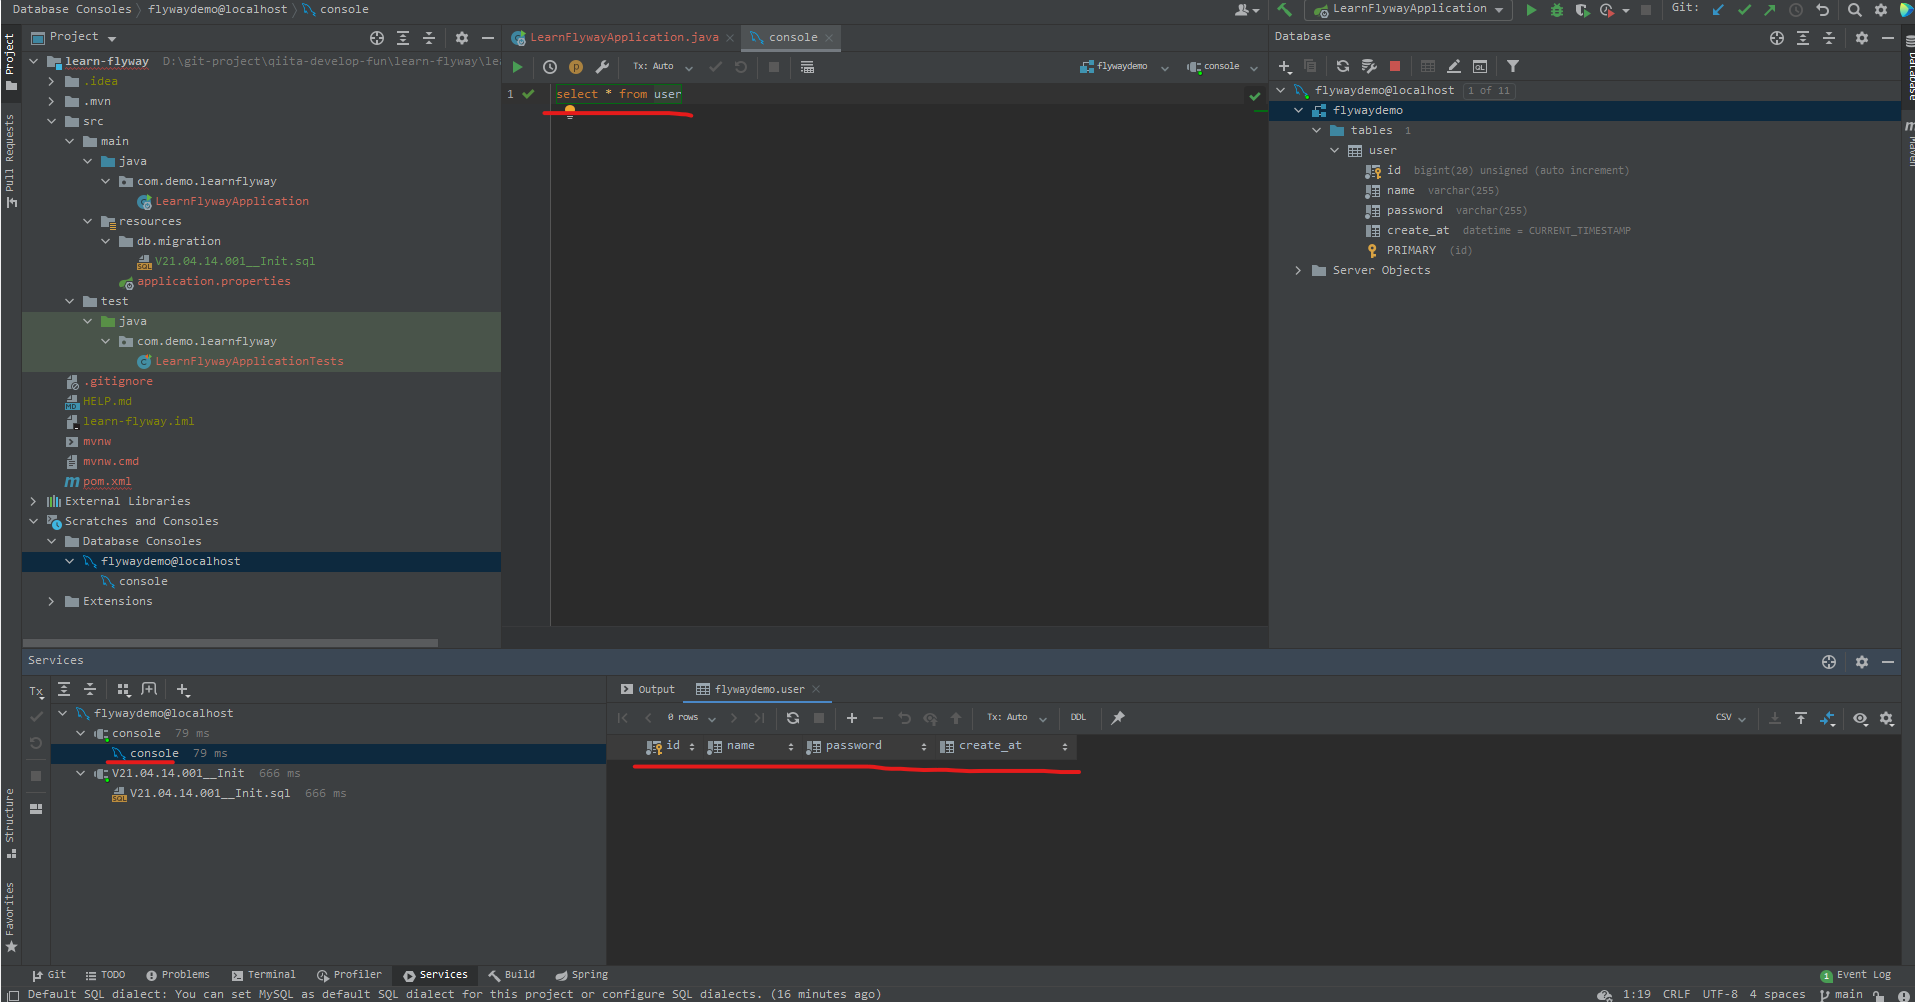 Database Consoles flywaydemo@localhost console
LearnFlywayApplication Git:
Project
LearnFlywayApplication.java console
Database
Project
Pull Requests
Structure
Favorites
Database
Maven
learn-flyway D:\git-project\qiita-develop-fun\learn-flyway\lea
.idea
.mvn
src
main
java
com.demo.learnflyway
LearnFlywayApplication
resources
db.migration
V21.04.14.001__Init.sql
application.properties
test
java
com.demo.learnflyway
LearnFlywayApplicationTests
.gitignore
HELP.md
learn-flyway.iml
mvnw
mvnw.cmd
pom.xml
External Libraries
Scratches and Consoles
Database Consoles
flywaydemo@localhost
console
Extensions
Tx: Auto flywaydemo console
1 select * from user
flywaydemo@localhost 1 of 11
flywaydemo
tables 1
user
id bigint(20) unsigned (auto increment)
name varchar(255)
password varchar(255)
create_at datetime = CURRENT_TIMESTAMP
PRIMARY (id)
Server Objects
Services
Tx
flywaydemo@localhost
console 79 ms
console 79 ms
V21.04.14.001__Init 666 ms
V21.04.14.001__Init.sql 666 ms
Output flywaydemo.user
0 rows Tx: Auto DDL CSV
id name password create_at
Git TODO Problems Terminal Profiler Services Build Spring 1 Event Log
Default SQL dialect: You can set MySQL as default SQL dialect for this project or configure SQL dialects. (16 minutes ago) 1:19 CRLF UTF-8 4 spaces main